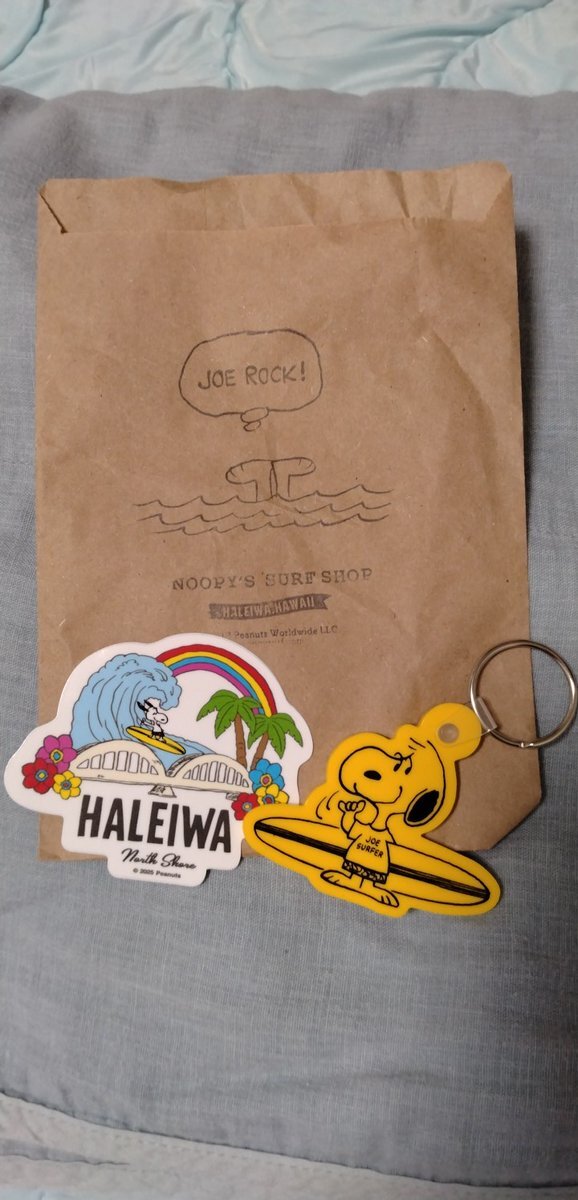 JOE ROCK!
NOOPY'S SURF SHOP
HALEIWA, HAWAII
Peanuts Worldwide LLC
HALEIWA
North Shore
© 2025 Peanuts
JOE
SURFER